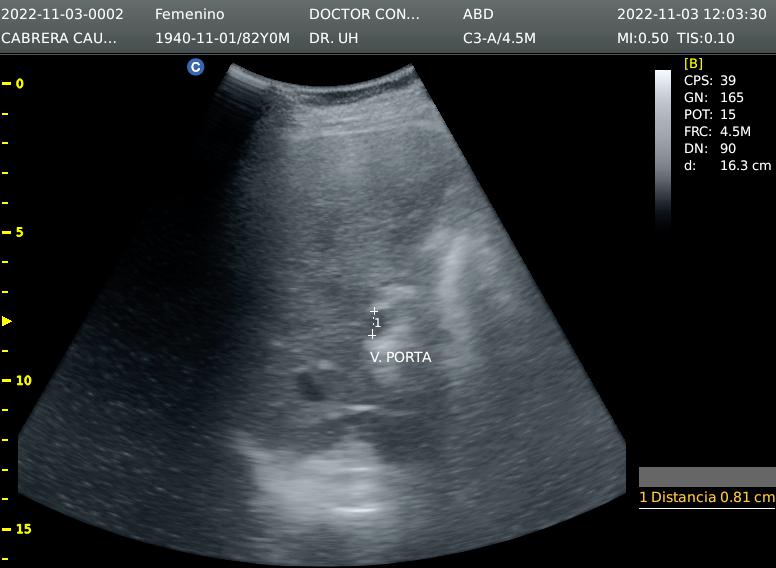 2022-11-03-0002 Femenino DOCTOR CON... ABD 2022-11-03 12:03:30
CABRERA CAU... 1940-11-01/82Y0M DR. UH C3-A/4.5M MI:0.50 TIS:0.10
C
[B]
CPS: 39
GN: 165
POT: 15
FRC: 4.5M
DN: 90
d: 16.3 cm
0
5
10
15
1
V. PORTA
1 Distancia 0.81 cm